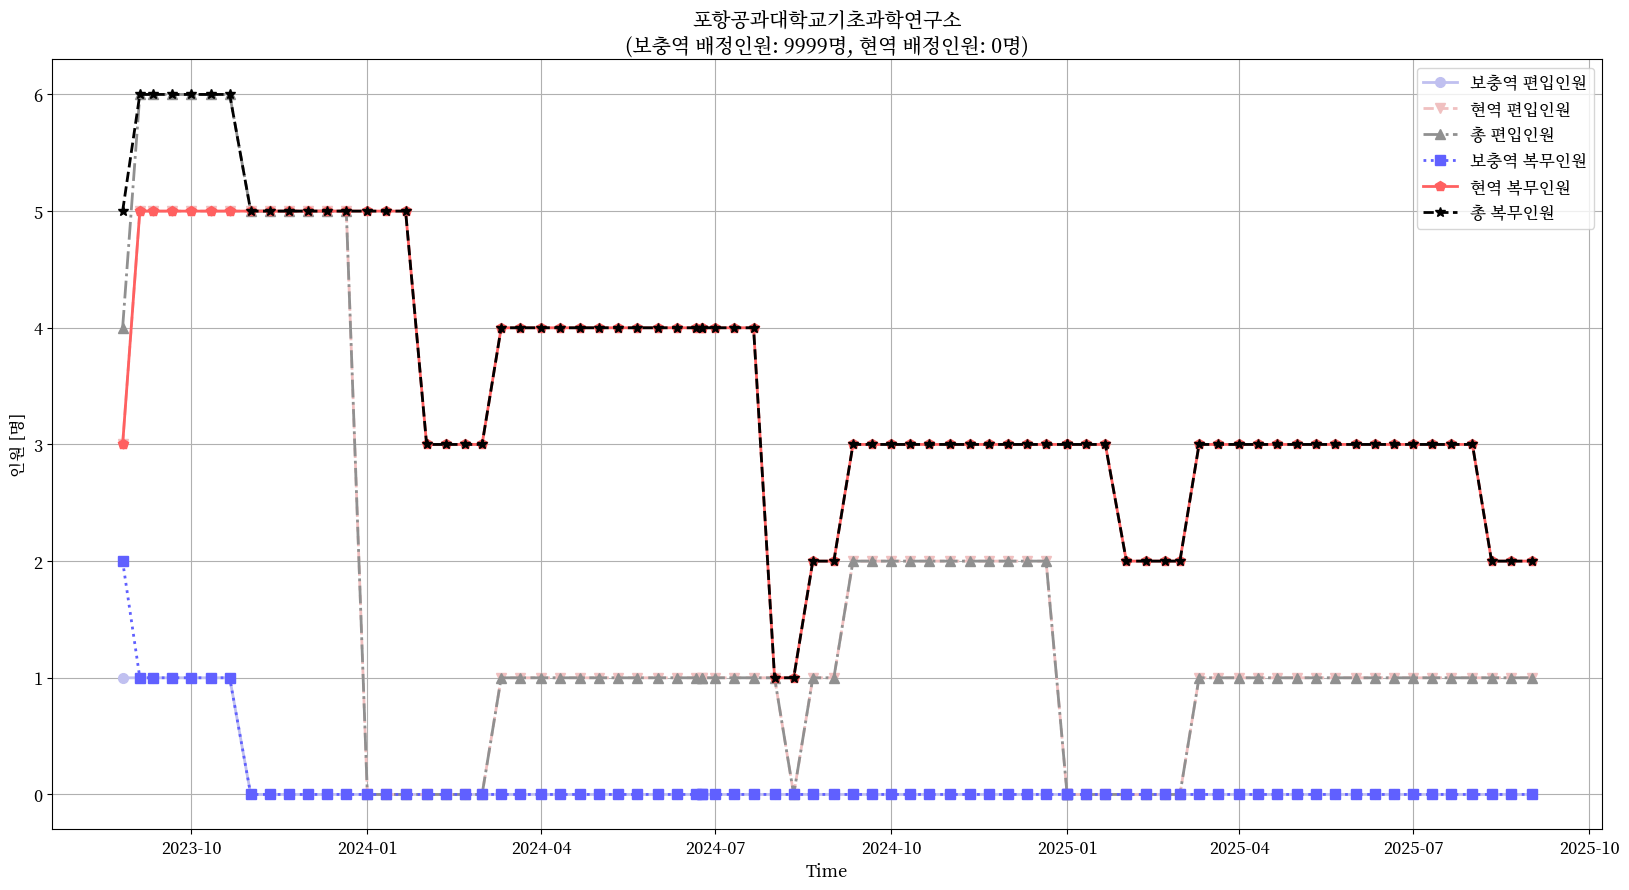 포항공과대학교기초과학연구소
(보충역 배정인원: 9999명, 현역 배정인원: 0명)
보충역 편입인원
현역 편입인원
총 편입인원
보충역 복무인원
현역 복무인원
총 복무인원
인원 [명]
6
5
4
3
2
1
0
2023-10
2024-01
2024-04
2024-07
2024-10
2025-01
2025-04
2025-07
2025-10
Time